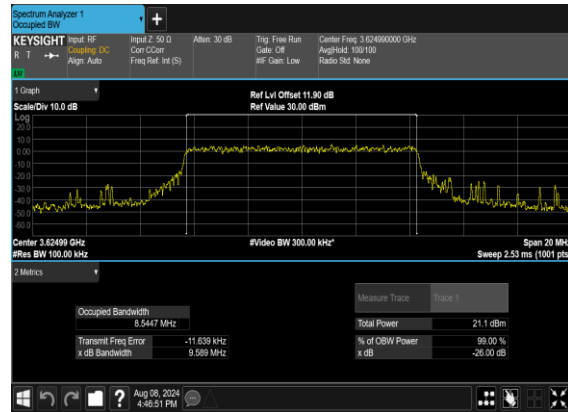 Spectrum Analyzer 1
Occupied BW
+
KEYSIGHT Input: RF Input Z: 50 Ω Atten: 30 dB Trig: Free Run Center Freq: 3.624990000 GHz
R T Coupling: DC Corr CCorr Gate: Off Avg|Hold: 100/100
Align: Auto Freq Ref: Int (S) #IF Gain: Low Radio Std: None
LU
1 Graph
Ref Lvl Offset 11.90 dB
Scale/Div 10.0 dB Ref Value 30.00 dBm
Log
20.0
10.0
0.00
-10.0
-20.0
-30.0
-40.0
-50.0
-60.0
Center 3.62499 GHz #Video BW 300.00 kHz* Span 20 MHz
#Res BW 100.00 kHz Sweep 2.53 ms (1001 pts)
2 Metrics
Measure Trace Trace 1
Occupied Bandwidth
8.5447 MHz Total Power 21.1 dBm
Transmit Freq Error -11.639 kHz % of OBW Power 99.00 %
x dB Bandwidth 9.589 MHz x dB -26.00 dB
? Aug 08, 2024
4:46:51 PM